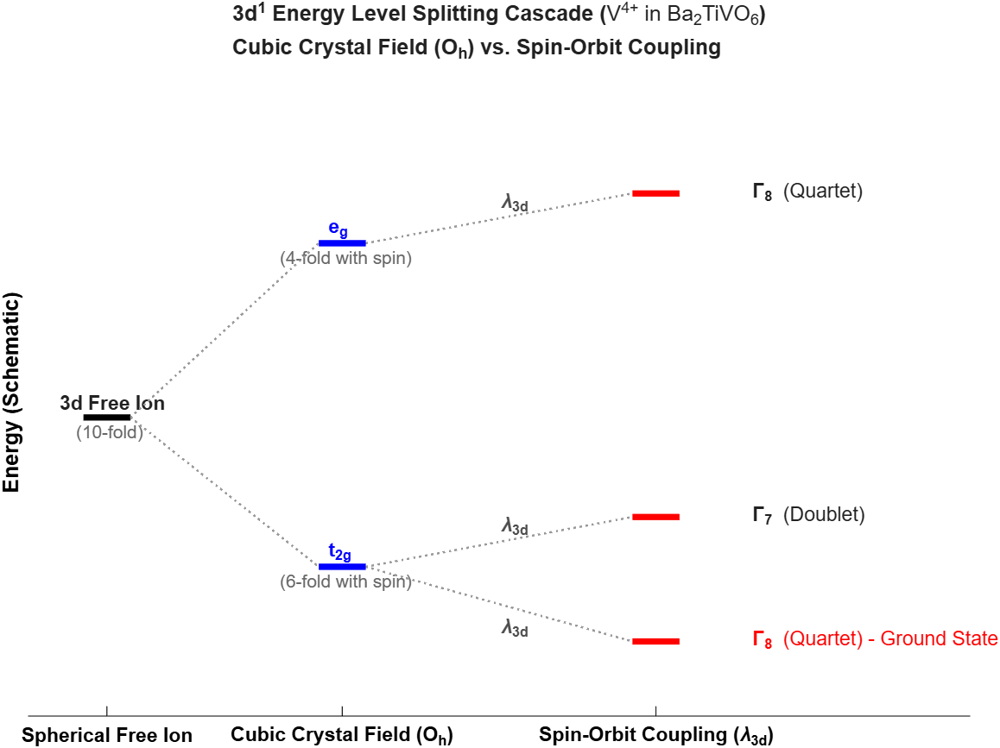 3d¹ Energy Level Splitting Cascade (V⁴⁺ in Ba₂TiVO₆)
Cubic Crystal Field (Oₕ) vs. Spin-Orbit Coupling
Γ₈ (Quartet)
λ₃d
e_g
(4-fold with spin)
Energy (Schematic)
3d Free Ion
(10-fold)
Γ₇ (Doublet)
λ₃d
t₂g
(6-fold with spin)
λ₃d
Γ₈ (Quartet) - Ground State
Spherical Free Ion
Cubic Crystal Field (Oₕ)
Spin-Orbit Coupling (λ₃d)